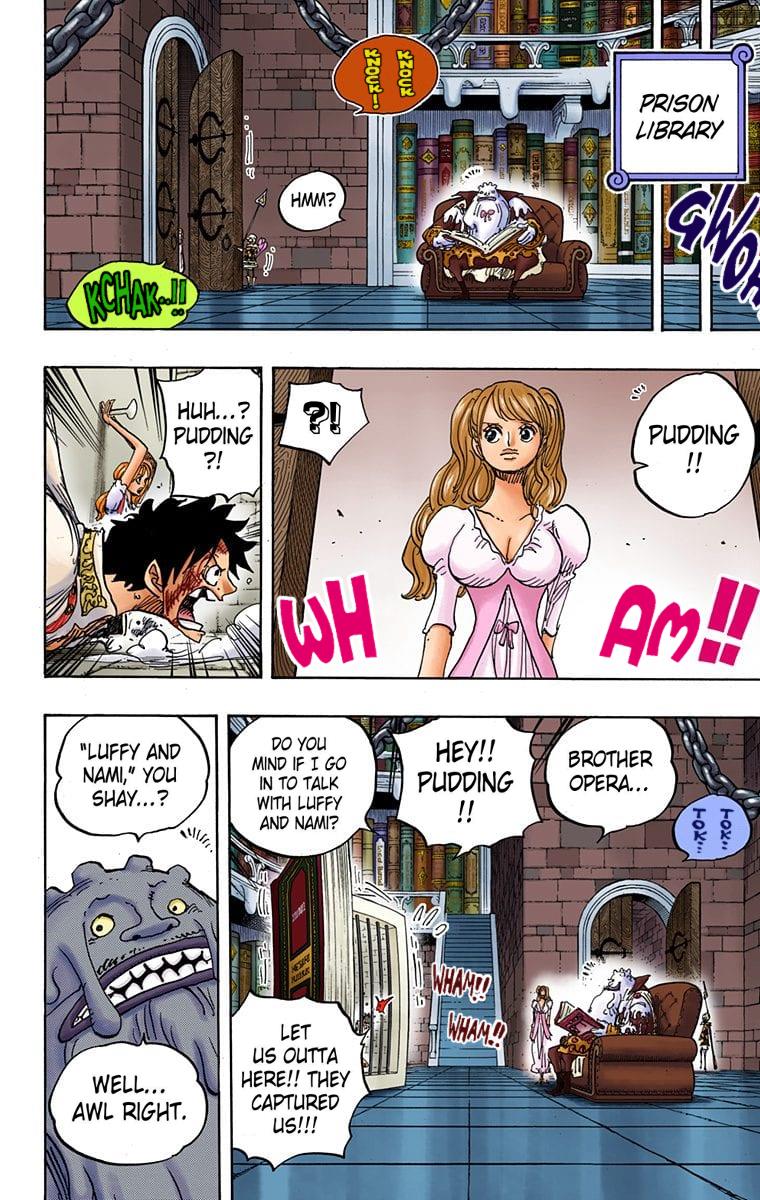 PRISON
LIBRARY
GWOH
KNOCK
KNOCK!
HMM?
KCHAK..!!
PUDDING
!!
?!
WH
AM!!
HUH...?
PUDDING
?!
TOK..
TOK..
BROTHER
OPERA...
HEY!!
PUDDING
!!
DO YOU
MIND IF I GO
IN TO TALK
WITH LUFFY
AND NAMI?
WHAM!!
WHAM!!
LET
US OUTTA
HERE!! THEY
CAPTURED
US!!!
"LUFFY AND
NAMI," YOU
SHAY...?
WELL...
AWL RIGHT.